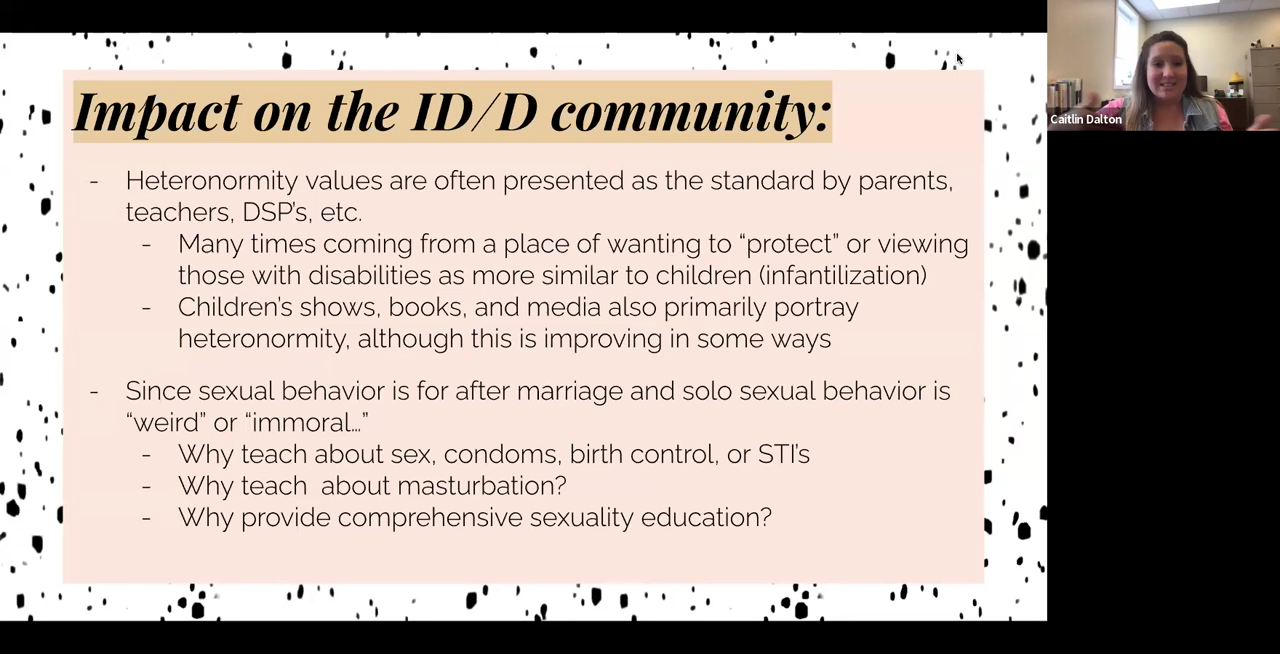 Impact on the ID/D community:
- Heteronormity values are often presented as the standard by parents,
teachers, DSP's, etc.
- Many times coming from a place of wanting to “protect” or viewing
those with disabilities as more similar to children (infantilization)
- Children's shows, books, and media also primarily portray
heteronormity, although this is improving in some ways
- Since sexual behavior is for after marriage and solo sexual behavior is
“weird” or “immoral…”
- Why teach about sex, condoms, birth control, or STI's
- Why teach  about masturbation?
- Why provide comprehensive sexuality education?
Caitlin Dalton